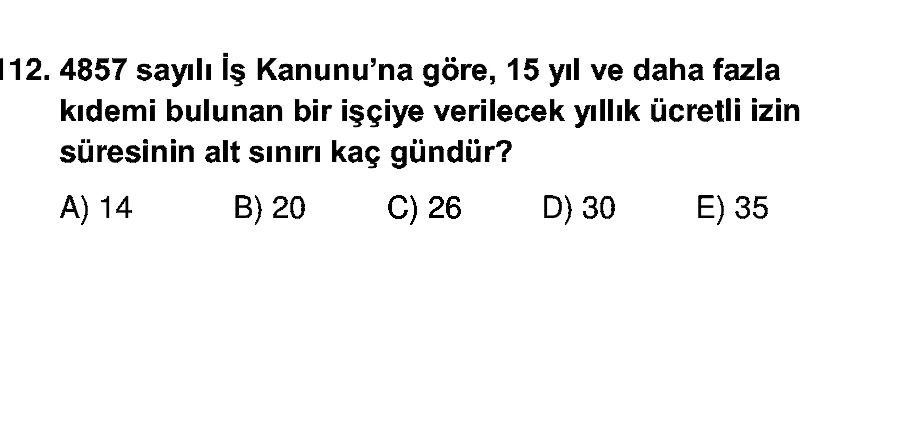 112. 4857 sayılı İş Kanunu’na göre, 15 yıl ve daha fazla
kıdemi bulunan bir işçiye verilecek yıllık ücretli izin
süresinin alt sınırı kaç gündür?
A) 14 B) 20 C) 26 D) 30 E) 35